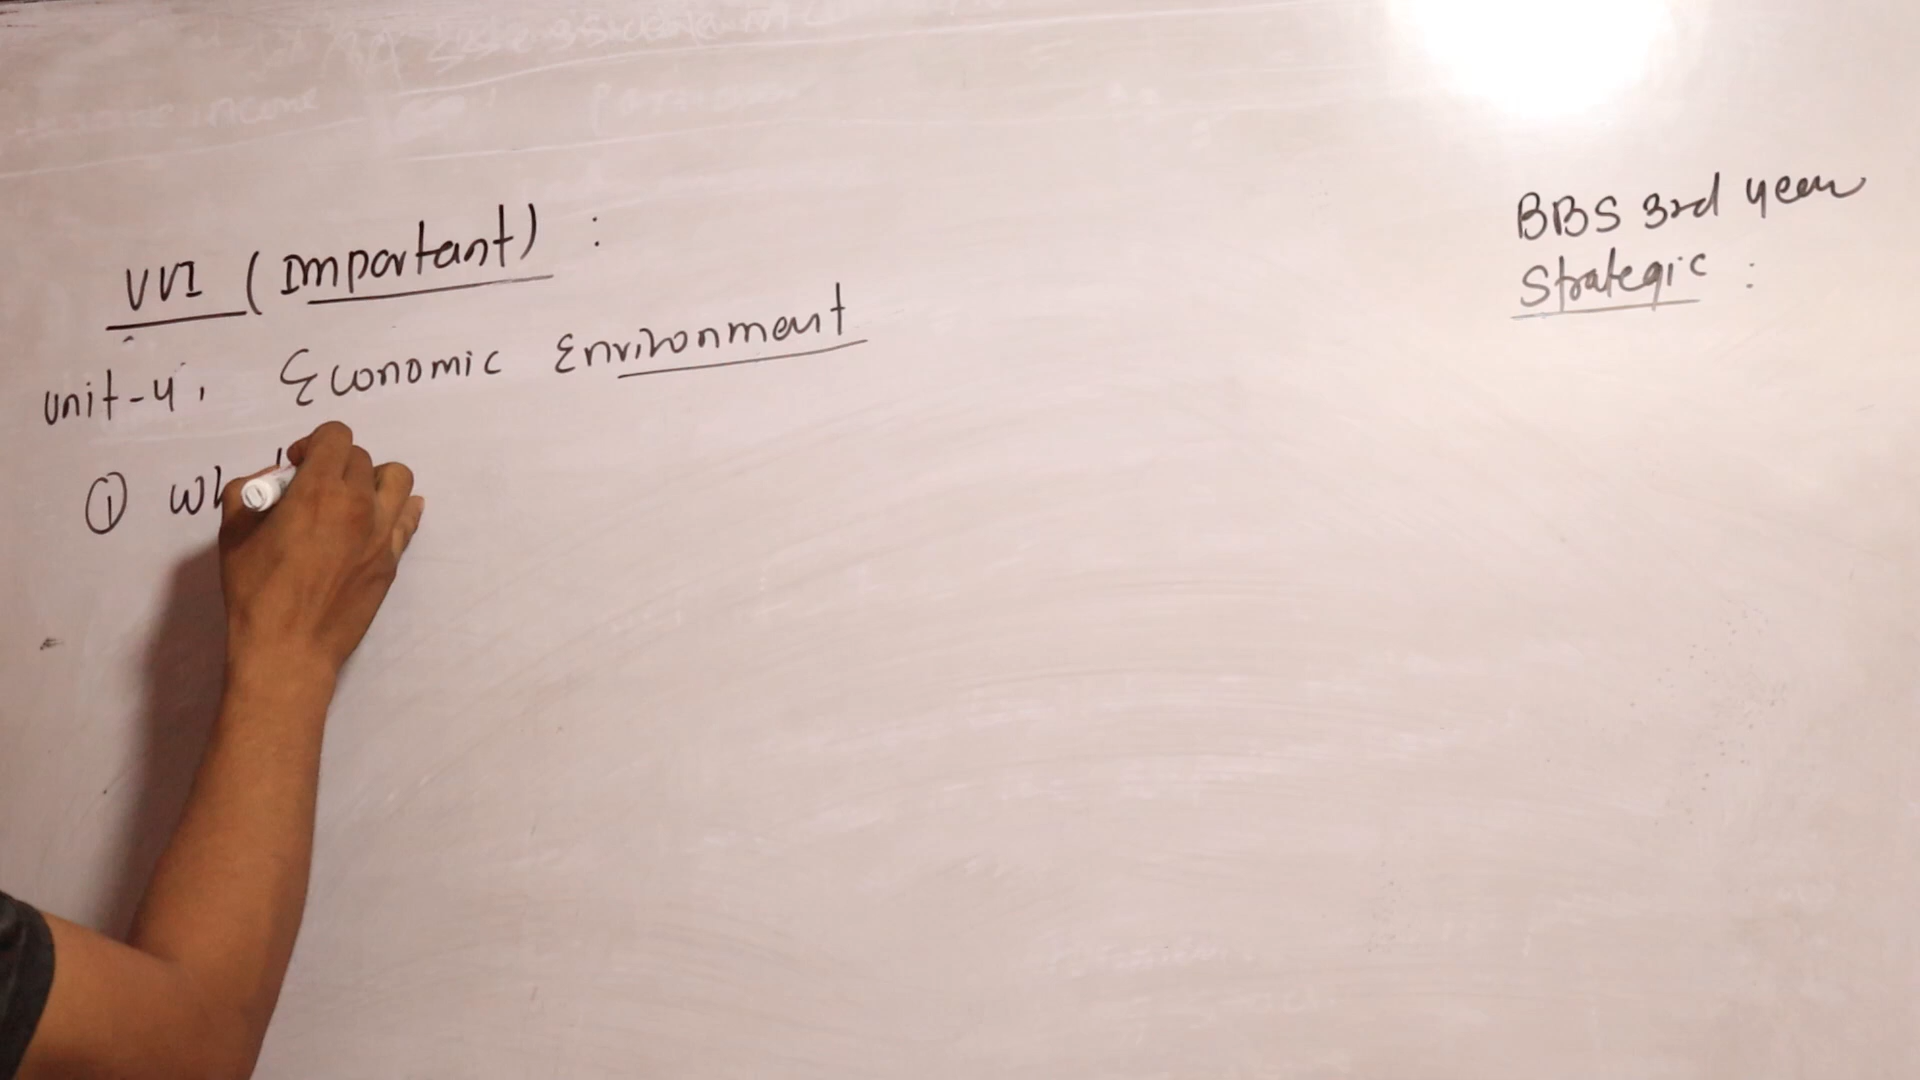 VVI (Important) :
Unit-4, Economic Environment
① Wh
BBS 3rd year
Strategic :